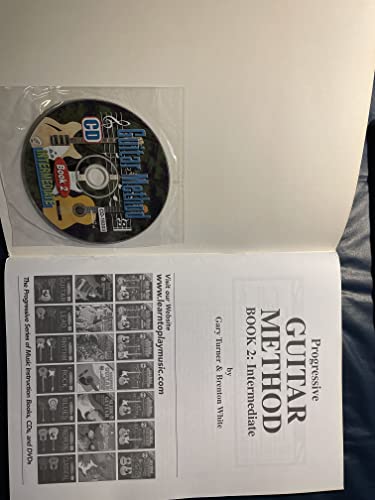 Guitar Method
CD
Book 2
INTERMEDIATE
Progressive
GUITAR
METHOD
BOOK 2: Intermediate
by
Gary Turner & Brenton White
Visit our Website
www.learntoplaymusic.com
The Progressive Series of Music Instruction Books, CDs, and DVDs